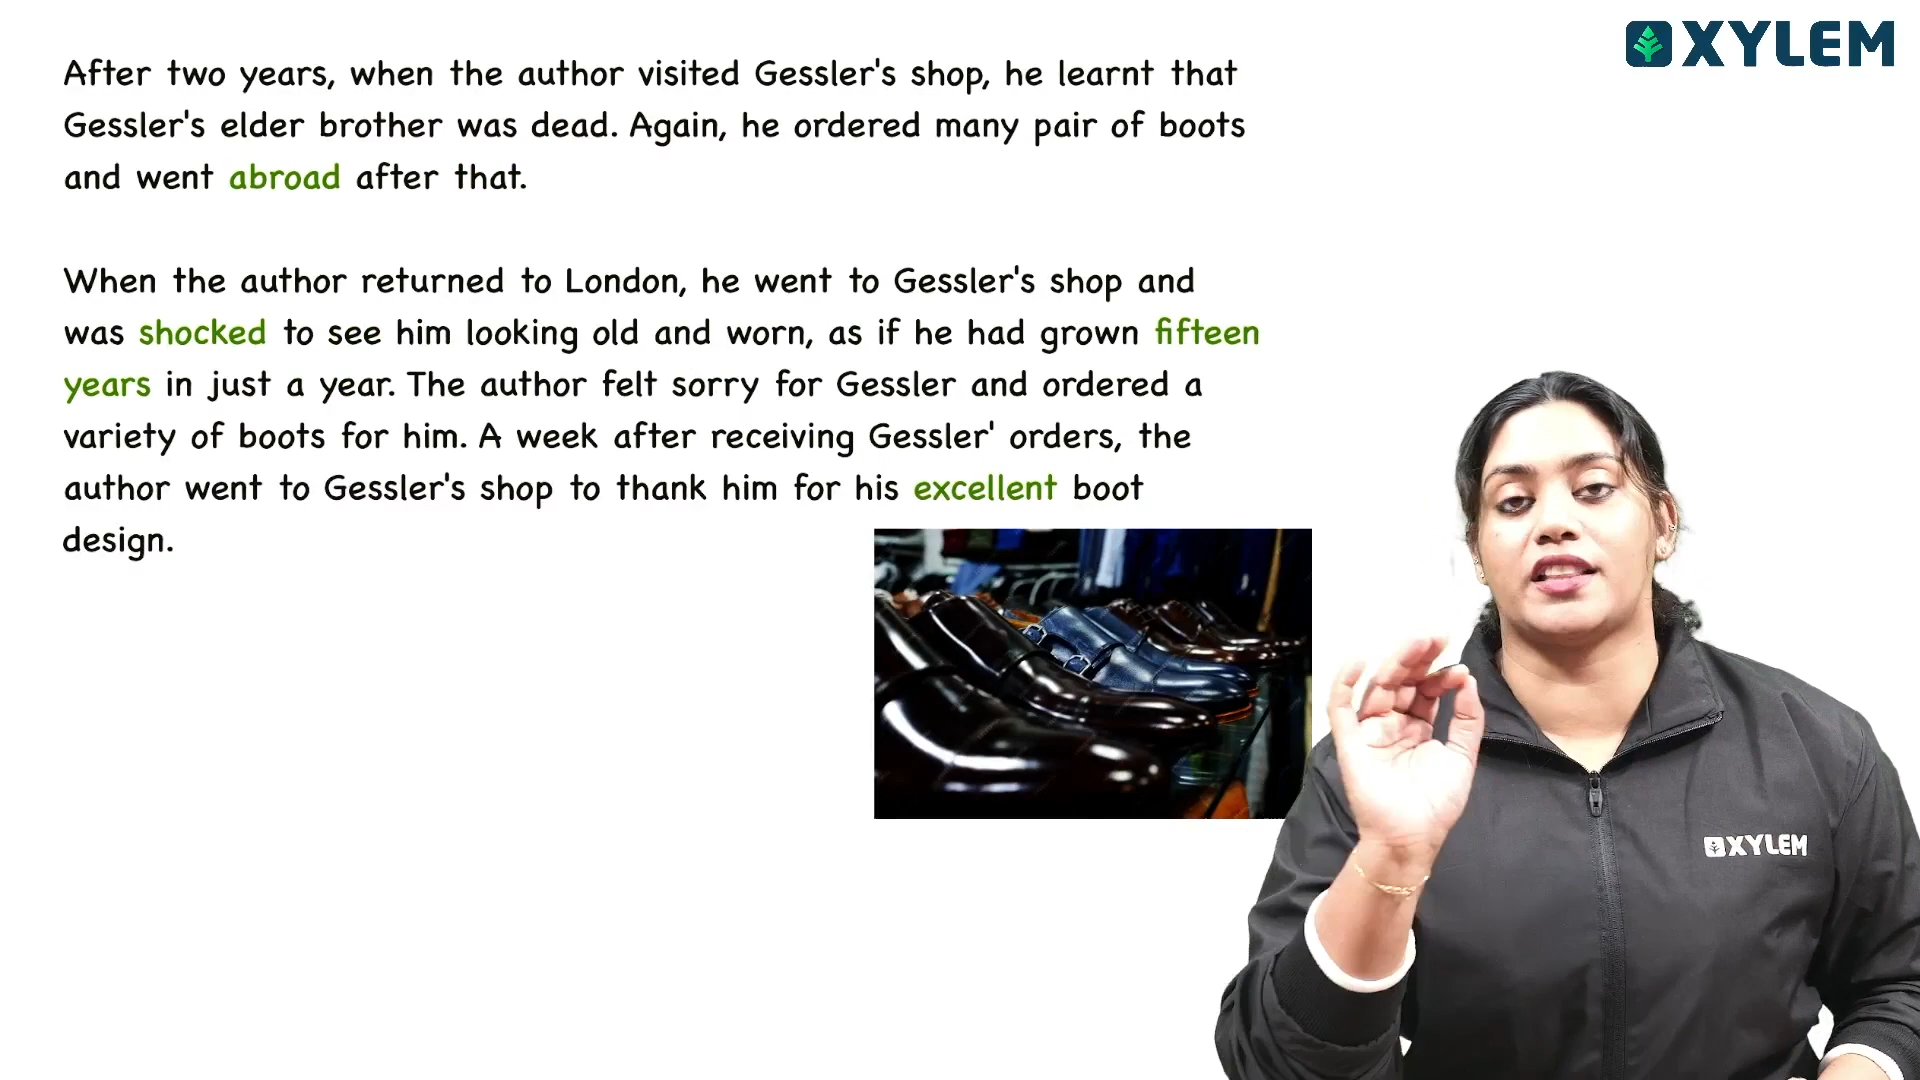 XYLEM
After two years, when the author visited Gessler's shop, he learnt that
Gessler's elder brother was dead. Again, he ordered many pair of boots
and went abroad after that.
When the author returned to London, he went to Gessler's shop and
was shocked to see him looking old and worn, as if he had grown fifteen
years in just a year. The author felt sorry for Gessler and ordered a
variety of boots for him. A week after receiving Gessler' orders, the
author went to Gessler's shop to thank him for his excellent boot
design.
XYLEM